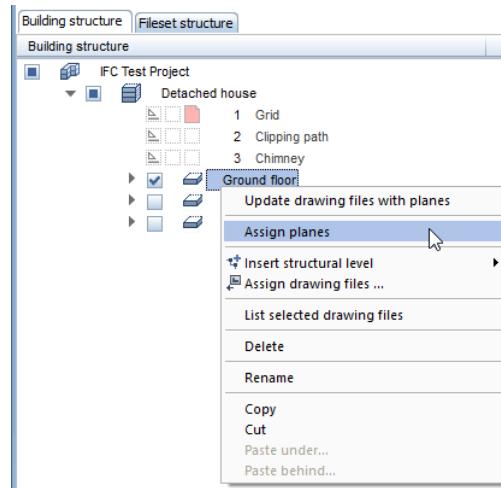 Building structure Fileset structure
Building structure
IFC Test Project
Detached house
1 Grid
2 Clipping path
3 Chimney
Ground floor
Update drawing files with planes
Assign planes
Insert structural level
Assign drawing files ...
List selected drawing files
Delete
Rename
Copy
Cut
Paste under...
Paste behind...